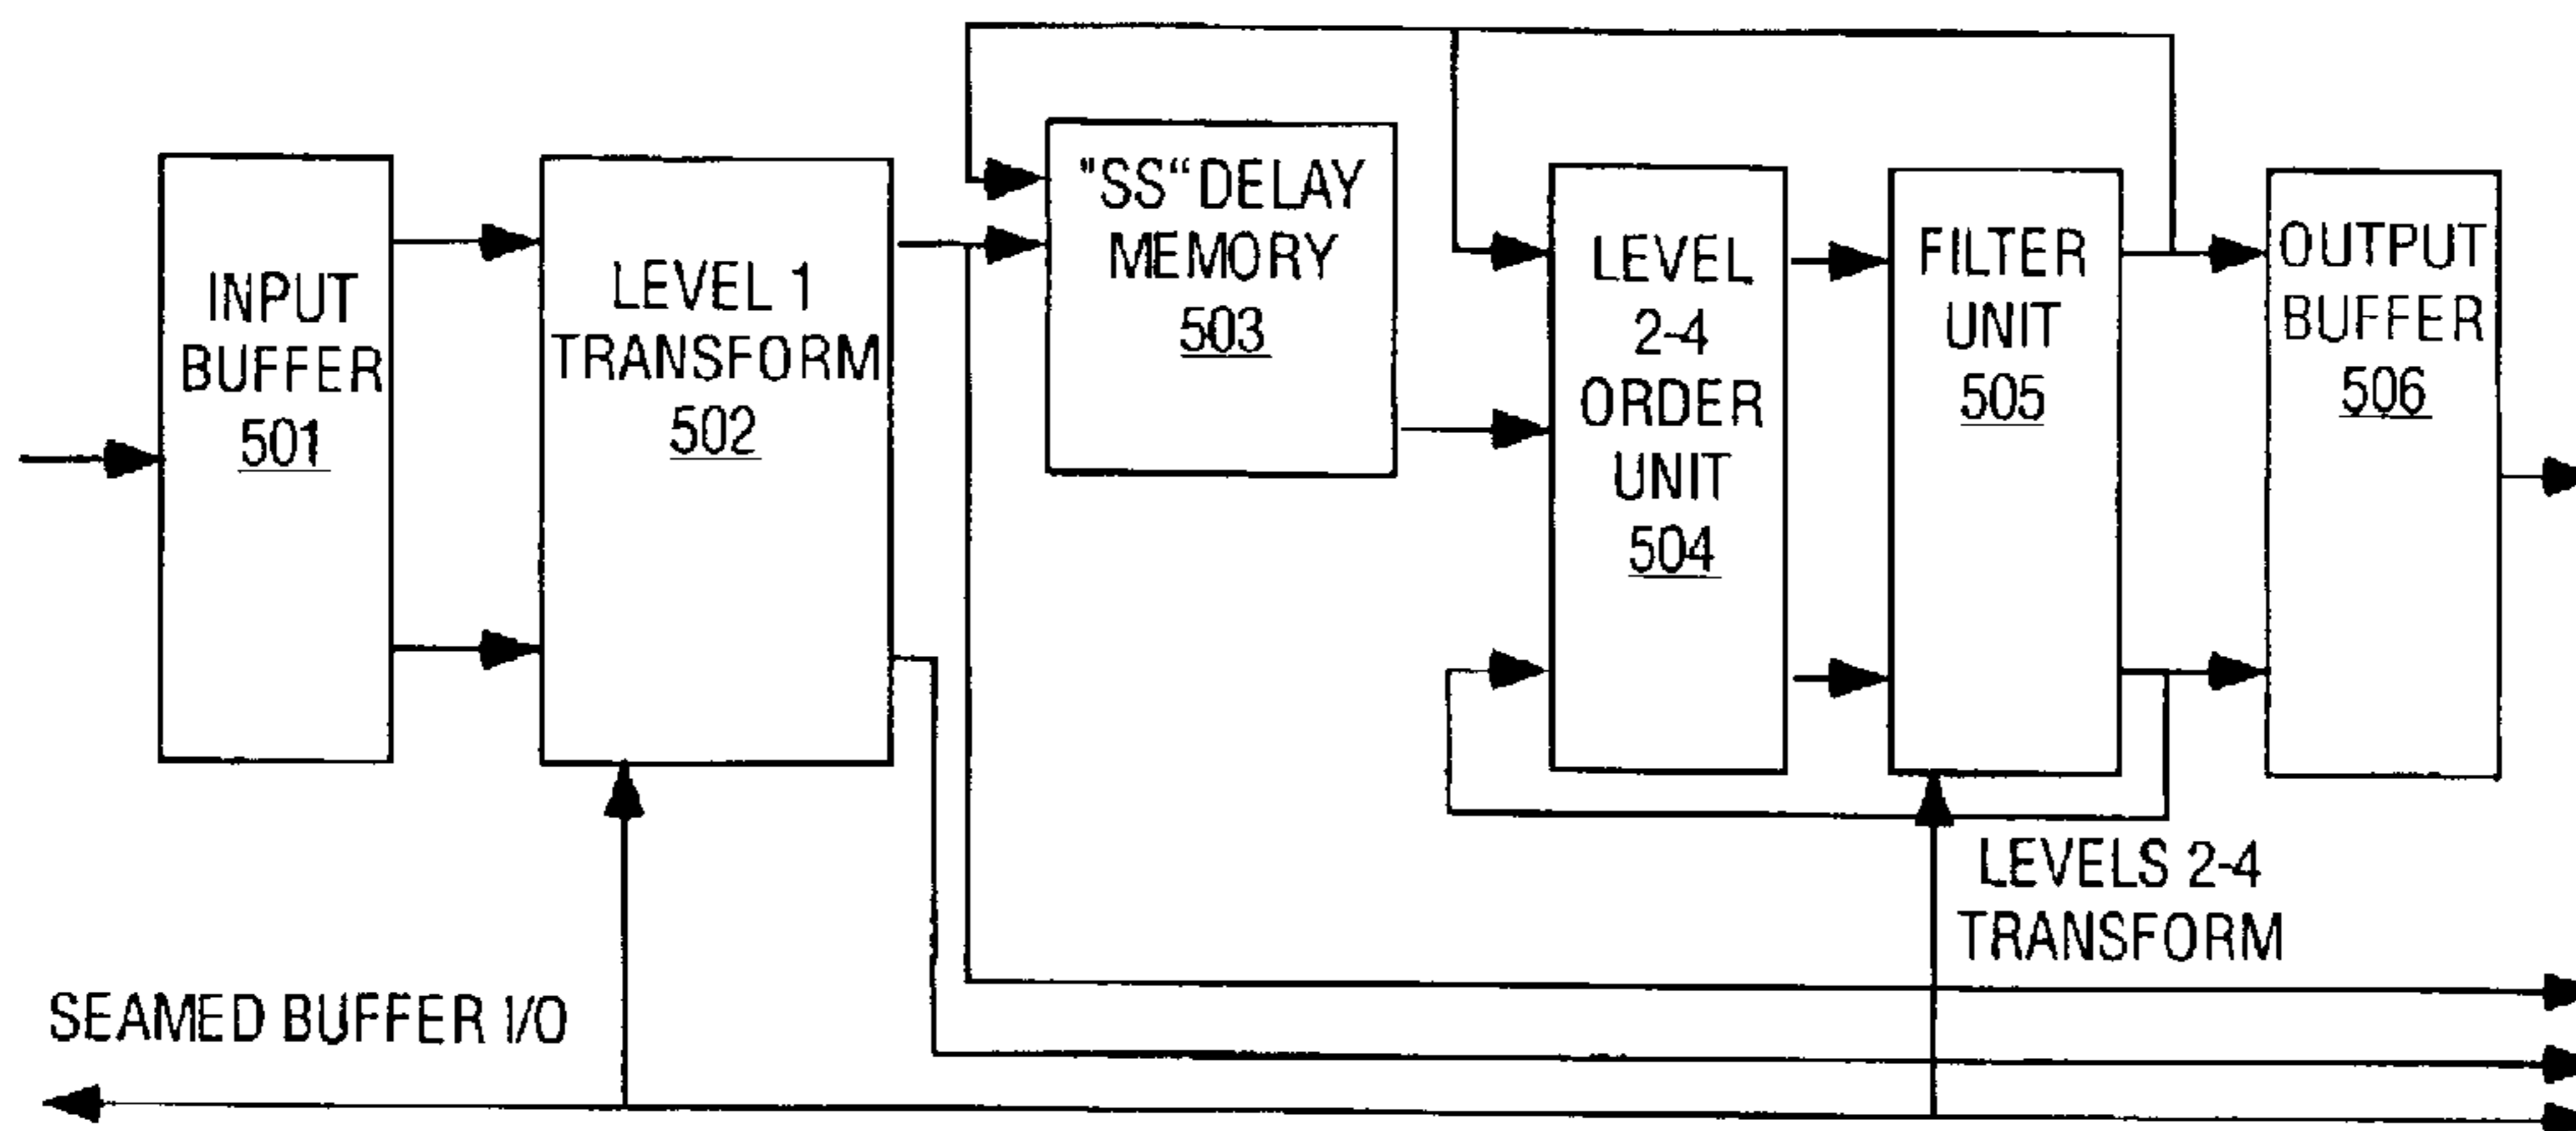 INPUT
BUFFER
501
LEVEL 1
TRANSFORM
502
"SS“ DELAY
MEMORY
503
LEVEL
2-4
ORDER
UNIT
504
FILTER
UNIT
505
OUTPUT
BUFFER
506
LEVELS 2-4
TRANSFORM
SEAMED BUFFER I/O